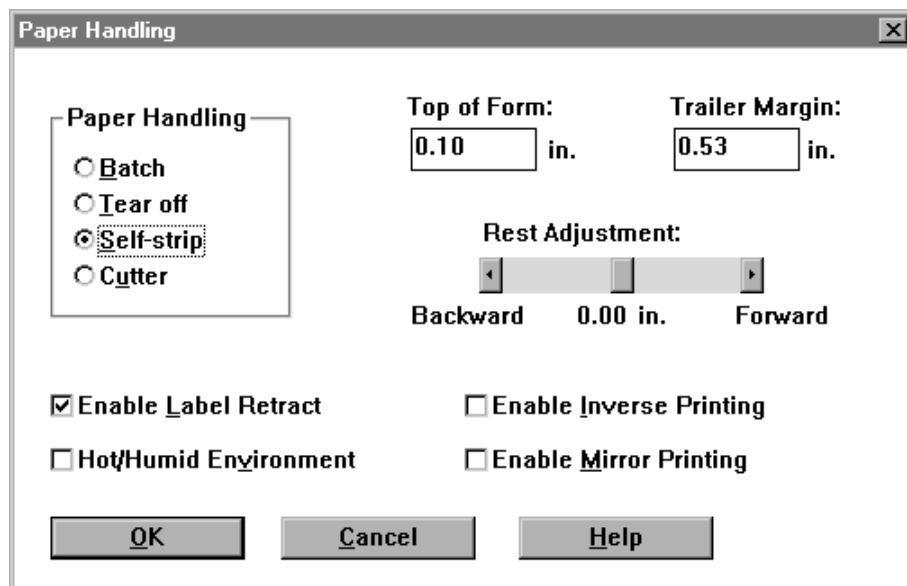 Paper Handling
Paper Handling
Batch
Tear off
Self-strip
Cutter
Top of Form:
0.10 in.
Trailer Margin:
0.53 in.
Rest Adjustment:
Backward 0.00 in. Forward
Enable Label Retract
Enable Inverse Printing
Hot/Humid Environment
Enable Mirror Printing
OK
Cancel
Help